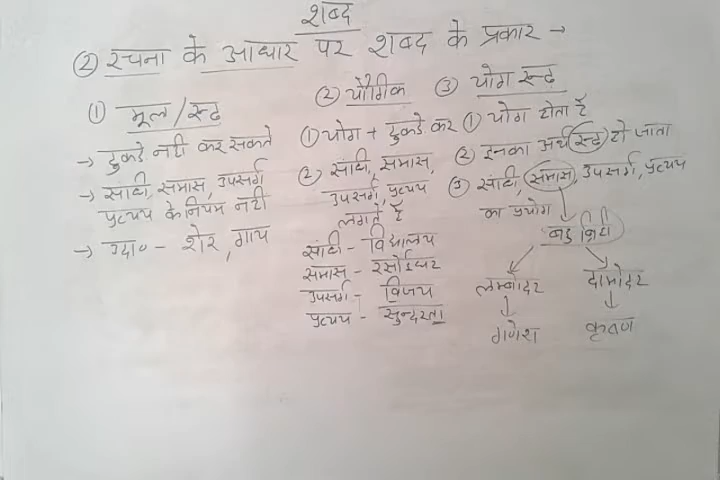 शब्द
② रचना के आधार पर शब्द के प्रकार →
① मूल/रूढ़
→ टुकडे नही कर सकते
→ सांधी, समास, उपसर्ग
प्रत्यय के नियम नही
→ उदा० - शेर, गाय
② यौगिक
① योग + टुकडे कर
② सांधी, समास,
उपसर्ग, प्रत्यय
लगते हैं
सांधी - विद्यालय
समास - रसोईघर
उपसर्ग - विजय
प्रत्यय - सुन्दरता
③ योग रूढ़
① योग होता हैं
② इनका अर्थ (रूढ़) हो जाता
③ सांधी, समास, उपसर्ग, प्रत्यय
का प्रयोग
बहु व्रिही
लम्बोदर
↓
गणेश
दामोदर
↓
कृष्ण